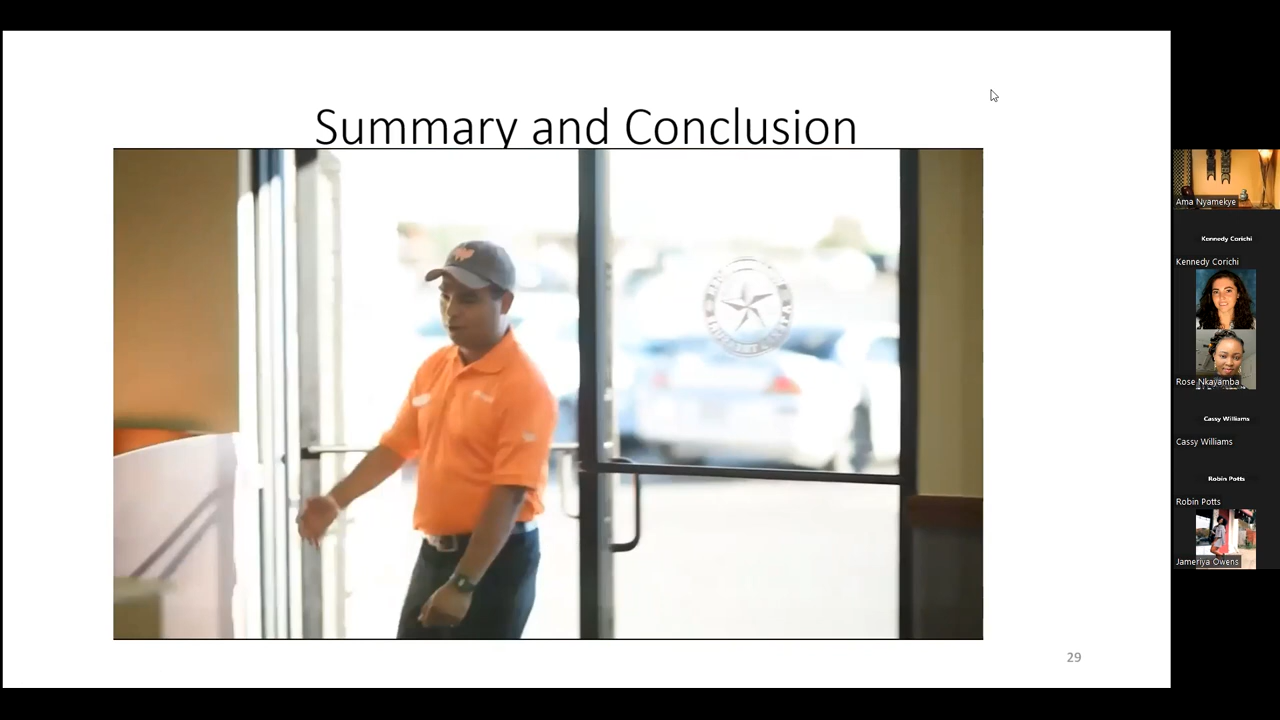 Summary and Conclusion
29
Ama Nyamekye
Kennedy Corichi
Kennedy Corichi
Rose Nkayamba
Cassy Williams
Cassy Williams
Robin Potts
Robin Potts
Jameriya Owens